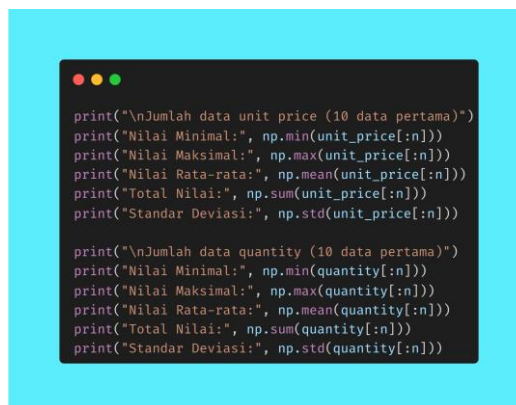 print("\nJumlah data unit price (10 data pertama)")
print("Nilai Minimal:", np.min(unit_price[:n]))
print("Nilai Maksimal:", np.max(unit_price[:n]))
print("Nilai Rata-rata:", np.mean(unit_price[:n]))
print("Total Nilai:", np.sum(unit_price[:n]))
print("Standar Deviasi:", np.std(unit_price[:n]))
print("\nJumlah data quantity (10 data pertama)")
print("Nilai Minimal:", np.min(quantity[:n]))
print("Nilai Maksimal:", np.max(quantity[:n]))
print("Nilai Rata-rata:", np.mean(quantity[:n]))
print("Total Nilai:", np.sum(quantity[:n]))
print("Standar Deviasi:", np.std(quantity[:n]))